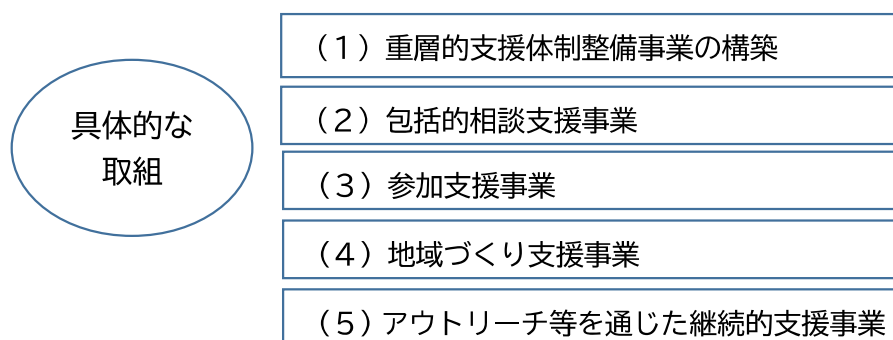 具体的な
取組
（１）重層的支援体制整備事業の構築
（２）包括的相談支援事業
（３）参加支援事業
（４）地域づくり支援事業
（５）アウトリーチ等を通じた継続的支援事業